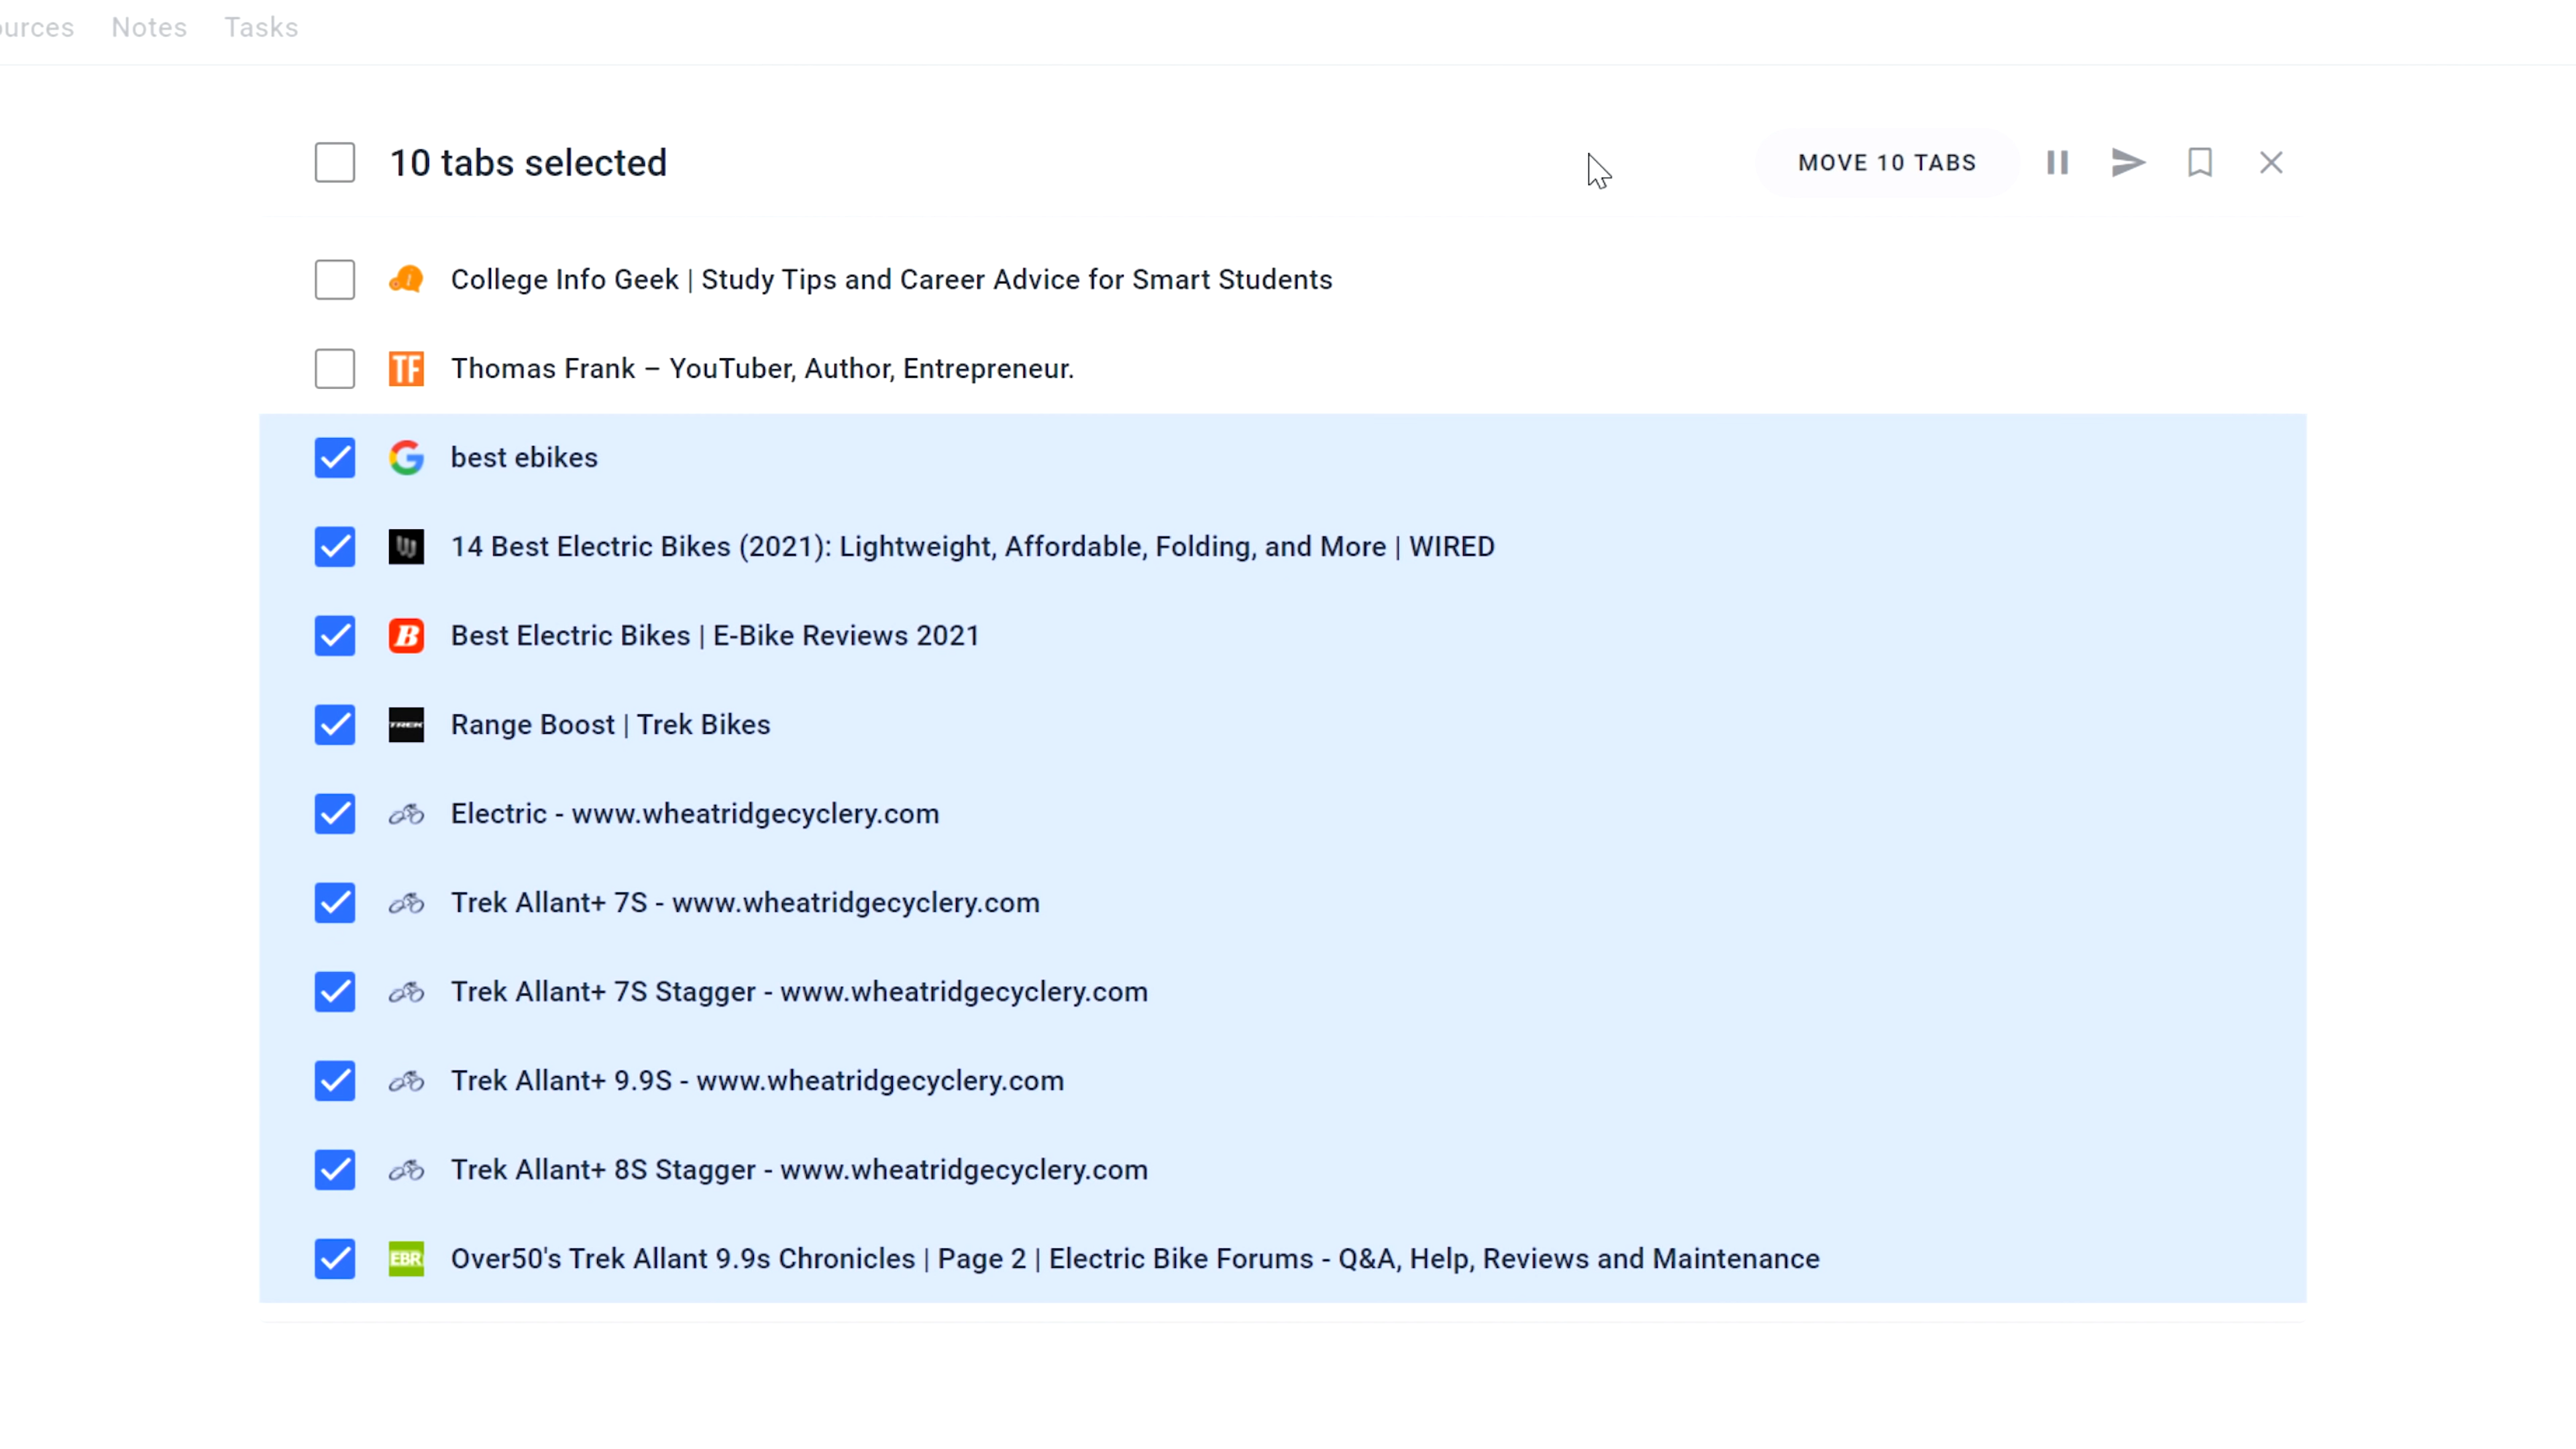 ources Notes Tasks
10 tabs selected
MOVE 10 TABS
College Info Geek | Study Tips and Career Advice for Smart Students
TF Thomas Frank – YouTuber, Author, Entrepreneur.
best ebikes
14 Best Electric Bikes (2021): Lightweight, Affordable, Folding, and More | WIRED
B Best Electric Bikes | E-Bike Reviews 2021
TREK Range Boost | Trek Bikes
Electric - www.wheatridgecyclery.com
Trek Allant+ 7S - www.wheatridgecyclery.com
Trek Allant+ 7S Stagger - www.wheatridgecyclery.com
Trek Allant+ 9.9S - www.wheatridgecyclery.com
Trek Allant+ 8S Stagger - www.wheatridgecyclery.com
EBR Over50's Trek Allant 9.9s Chronicles | Page 2 | Electric Bike Forums - Q&A, Help, Reviews and Maintenance